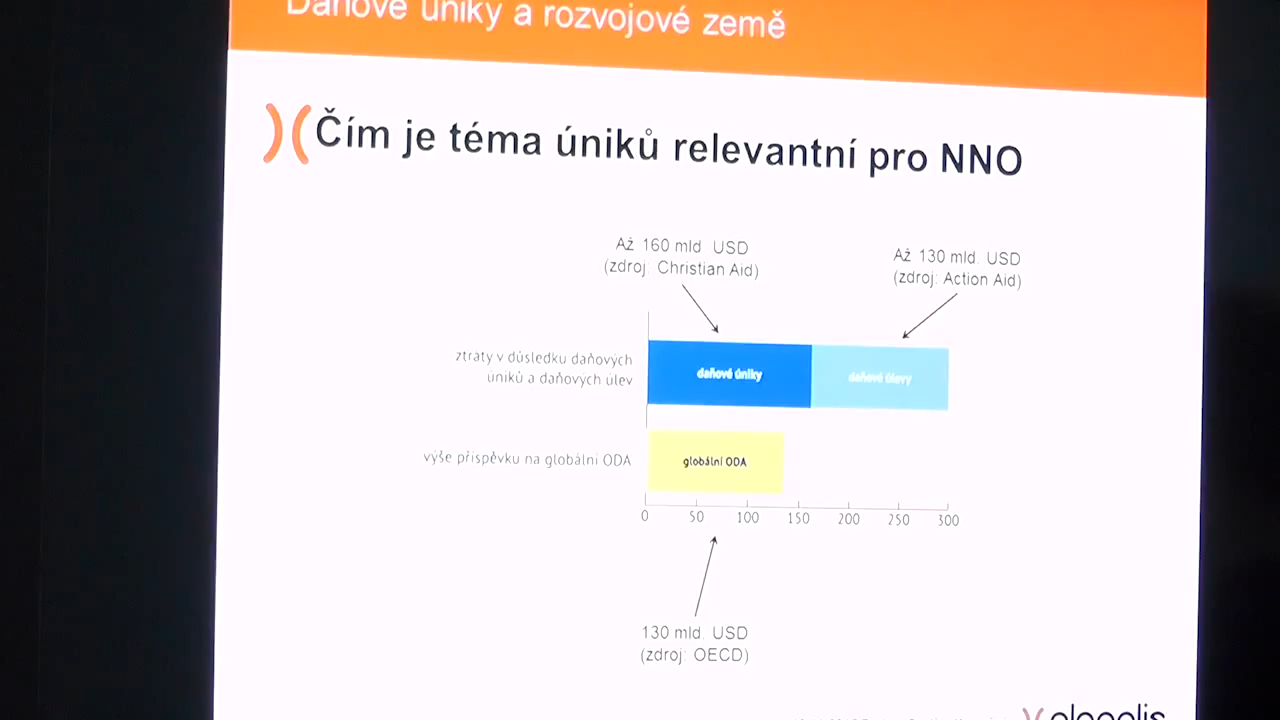 Daňové úniky a rozvojové země
Čím je téma úniků relevantní pro NNO
Až 160 mld. USD
(zdroj: Christian Aid)
Až 130 mld. USD
(zdroj: Action Aid)
ztráty v důsledku daňových
úniků a daňových úlev
daňové úniky
daňové úlevy
výše příspěvku na globální ODA
globální ODA
0 50 100 150 200 250 300
130 mld. USD
(zdroj: OECD)
glopolis